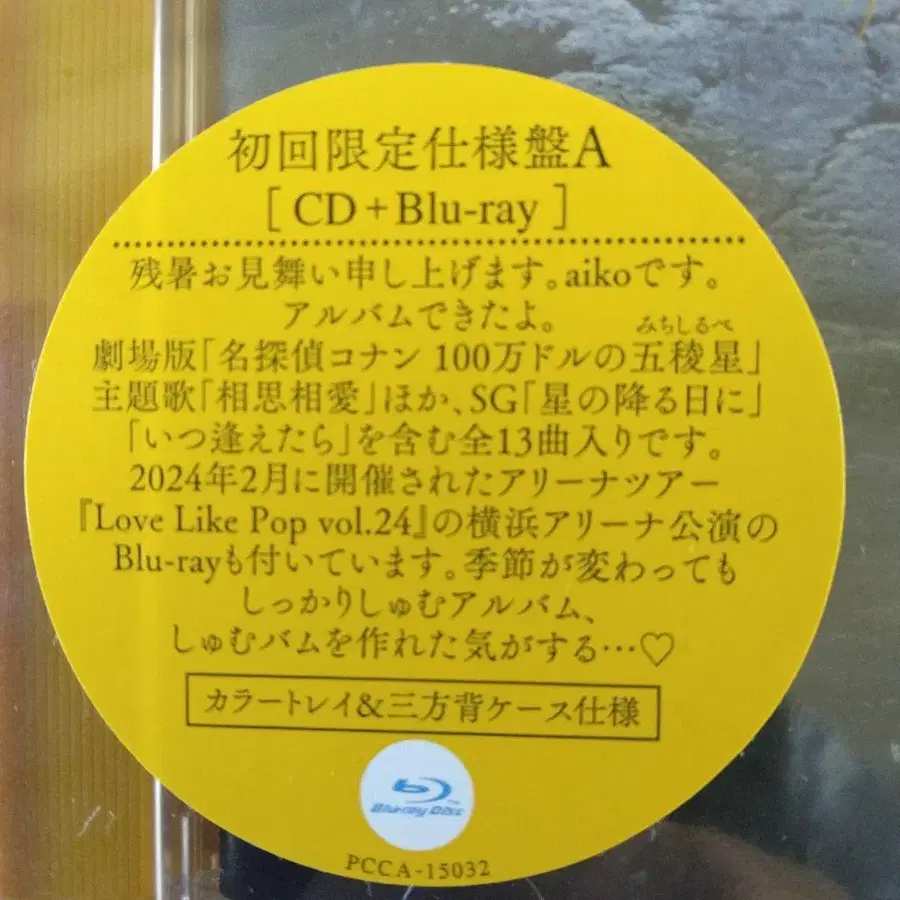 初回限定仕様盤A
[ CD+Blu-ray ]
残暑お見舞い申し上げます。aikoです。
アルバムできたよ。
みちしるべ
劇場版「名探偵コナン 100万ドルの五稜星」
主題歌「相思相愛」ほか、SG「星の降る日に」
「いつ逢えたら」を含む全13曲入りです。
2024年2月に開催されたアリーナツアー
『Love Like Pop vol.24』の横浜アリーナ公演の
Blu-rayも付いています。季節が変わっても
しっかりしゅむアルバム、
しゅむバムを作れた気がする…♡
カラートレイ&三方背ケース仕様
Blu-ray Disc
PCCA-15032